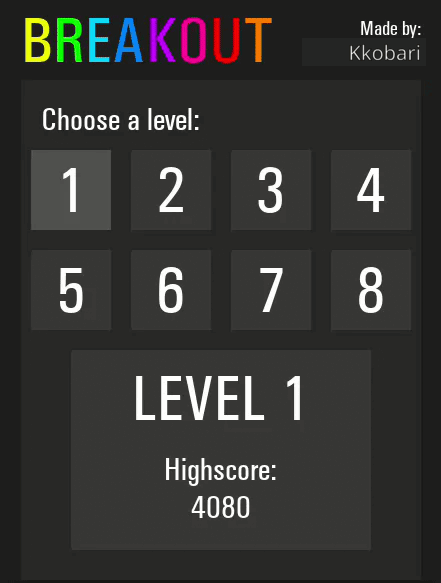 BREAKOUT
Made by:
Kkobari
Choose a level:
1 2 3 4
5 6 7 8
LEVEL 1
Highscore:
4080